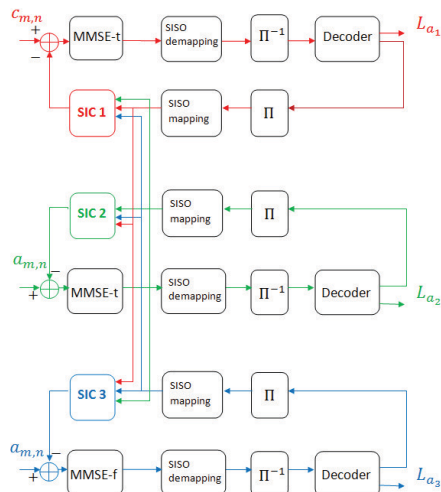 c_{m,n}
+
−
MMSE-t
SISO demapping
Π⁻¹
Decoder
L_{a_1}
SIC 1
SISO mapping
Π
SIC 2
SISO mapping
Π
a_{m,n}
−
+
MMSE-t
SISO demapping
Π⁻¹
Decoder
L_{a_2}
SIC 3
SISO mapping
Π
a_{m,n}
−
+
MMSE-f
SISO demapping
Π⁻¹
Decoder
L_{a_3}